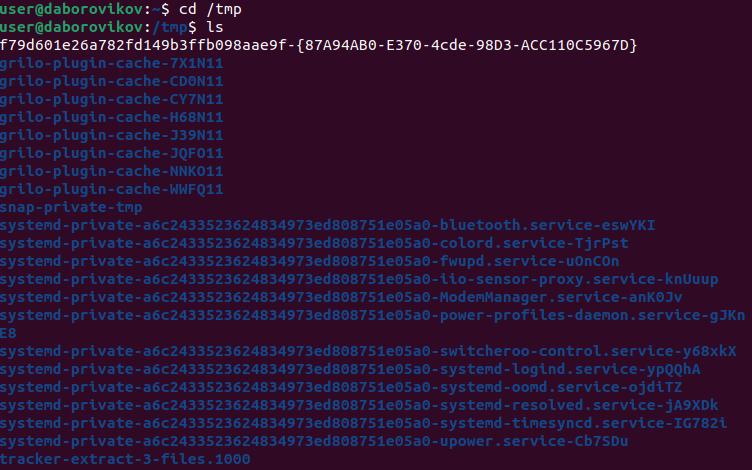 user@daborovikov:~$ cd /tmp
user@daborovikov:/tmp$ ls
f79d601e26a782fd149b3ffb098aae9f-{87A94AB0-E370-4cde-98D3-ACC110C5967D}
grilo-plugin-cache-7X1N11
grilo-plugin-cache-CD0N11
grilo-plugin-cache-CY7N11
grilo-plugin-cache-H68N11
grilo-plugin-cache-J39N11
grilo-plugin-cache-JQFO11
grilo-plugin-cache-NNKO11
grilo-plugin-cache-WWFQ11
snap-private-tmp
systemd-private-a6c2433523624834973ed808751e05a0-bluetooth.service-eswYKI
systemd-private-a6c2433523624834973ed808751e05a0-colord.service-TjrPst
systemd-private-a6c2433523624834973ed808751e05a0-fwupd.service-uOnCOn
systemd-private-a6c2433523624834973ed808751e05a0-iio-sensor-proxy.service-knUuup
systemd-private-a6c2433523624834973ed808751e05a0-ModemManager.service-anK0Jv
systemd-private-a6c2433523624834973ed808751e05a0-power-profiles-daemon.service-gJKn
E8
systemd-private-a6c2433523624834973ed808751e05a0-switcheroo-control.service-y68xkX
systemd-private-a6c2433523624834973ed808751e05a0-systemd-logind.service-ypQQhA
systemd-private-a6c2433523624834973ed808751e05a0-systemd-oomd.service-ojdiTZ
systemd-private-a6c2433523624834973ed808751e05a0-systemd-resolved.service-jA9XDk
systemd-private-a6c2433523624834973ed808751e05a0-systemd-timesyncd.service-IG782i
systemd-private-a6c2433523624834973ed808751e05a0-upower.service-Cb7SDu
tracker-extract-3-files.1000